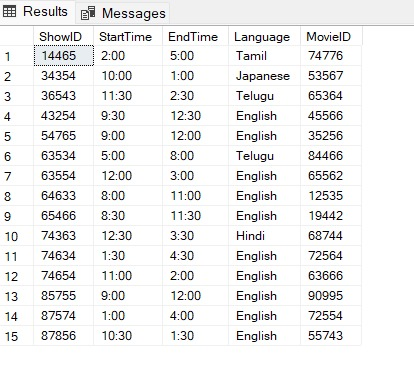 Results Messages
ShowID StartTime EndTime Language MovieID
1 14465 2:00 5:00 Tamil 74776
2 34354 10:00 1:00 Japanese 53567
3 36543 11:30 2:30 Telugu 65364
4 43254 9:30 12:30 English 45566
5 54765 9:00 12:00 English 35256
6 63534 5:00 8:00 Telugu 84466
7 63554 12:00 3:00 English 65562
8 64633 8:00 11:00 English 12535
9 65466 8:30 11:30 English 19442
10 74363 12:30 3:30 Hindi 68744
11 74634 1:30 4:30 English 72564
12 74654 11:00 2:00 English 63666
13 85755 9:00 12:00 English 90995
14 87574 1:00 4:00 English 72554
15 87856 10:30 1:30 English 55743